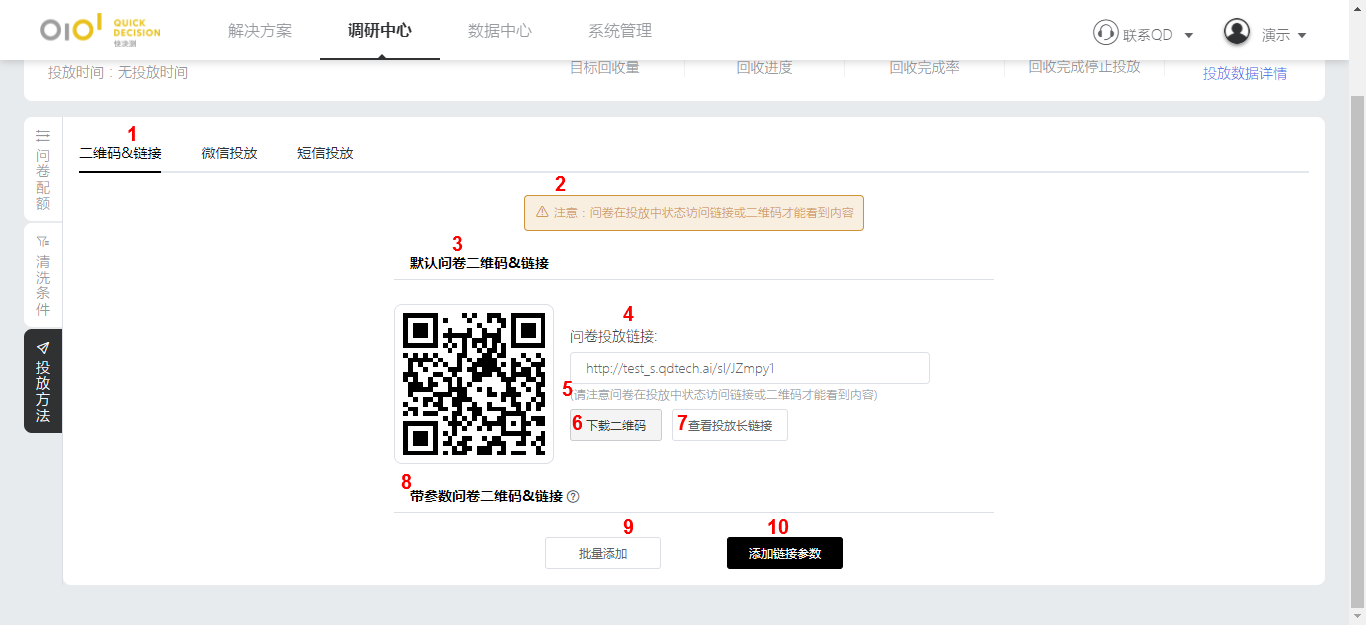 QUICK
DECISION
快决测
解决方案
调研中心
数据中心
系统管理
联系QD
演示
投放时间：无投放时间
目标回收量
回收进度
回收完成率
回收完成停止投放
投放数据详情
问卷配额
清洗条件
投放方法
1
二维码&链接
微信投放
短信投放
2
注意：问卷在投放中状态访问链接或二维码才能看到内容
3
默认问卷二维码&链接
4
问卷投放链接:
http://test_s.qdtech.ai/sl/JZmpy1
5
(请注意问卷在投放中状态访问链接或二维码才能看到内容)
6 下载二维码
7 查看投放长链接
8
带参数问卷二维码&链接 ?
9
10
批量添加
添加链接参数